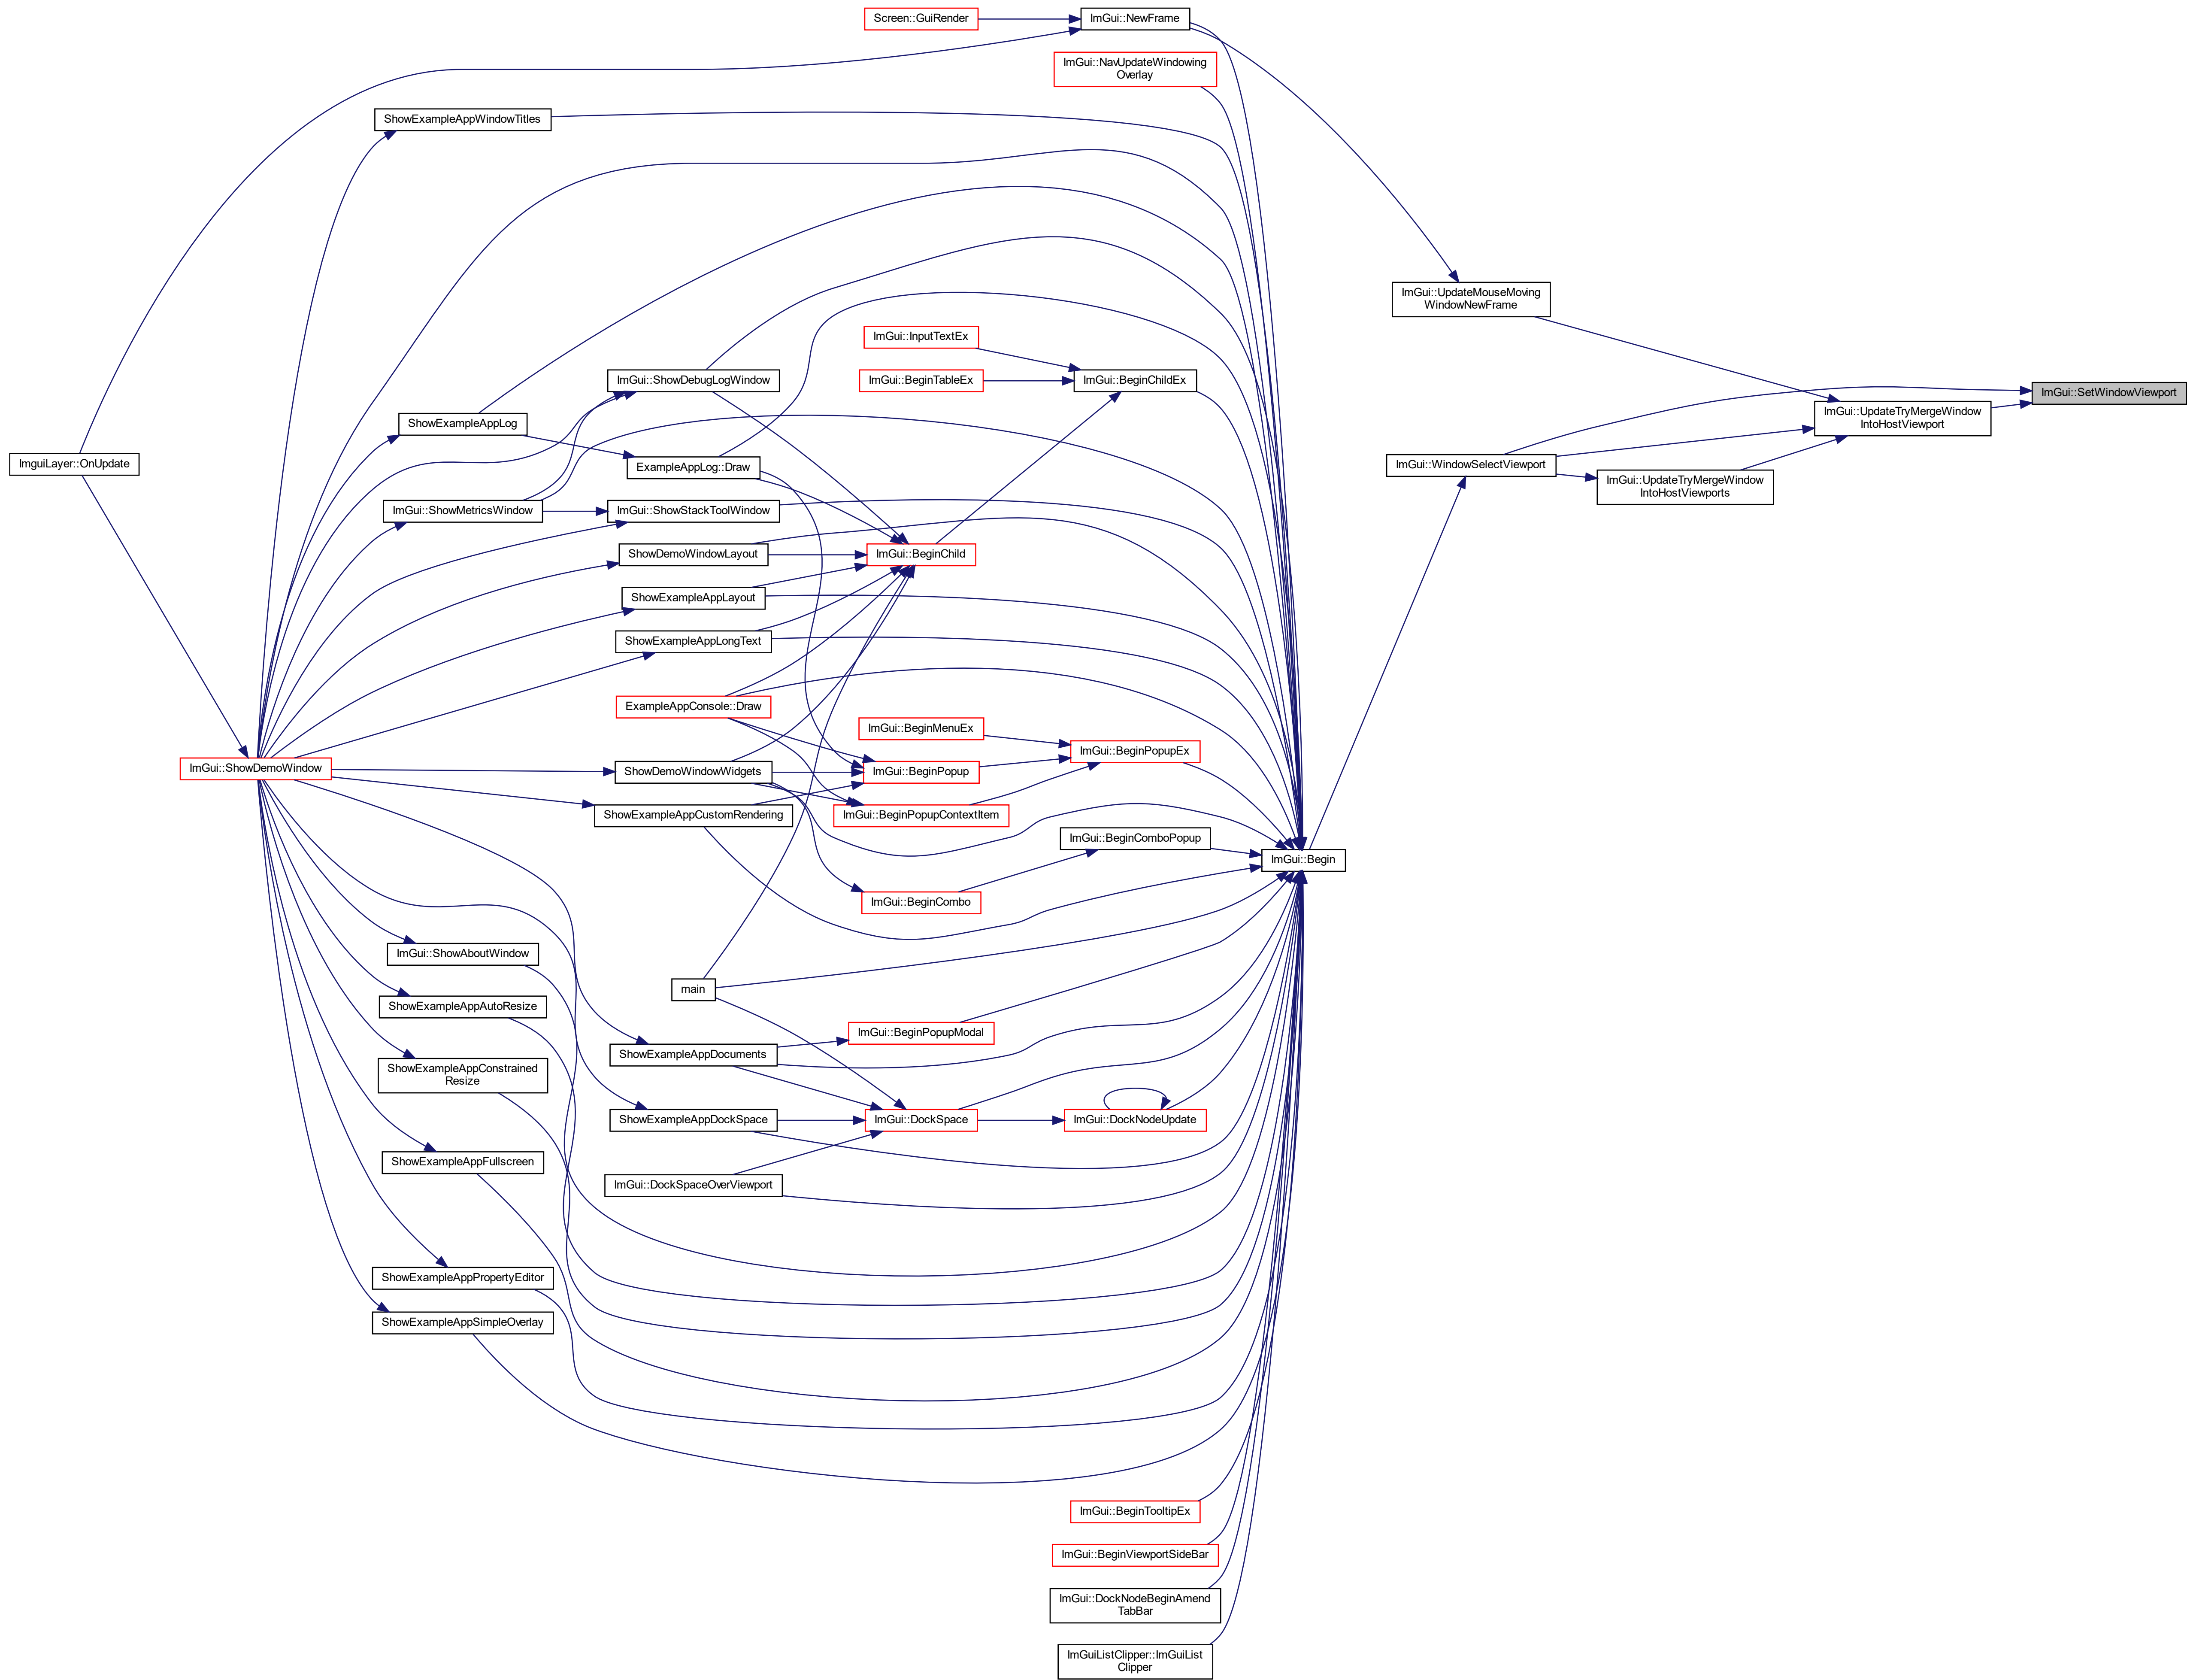 Screen::GuiRender
ImGui::NewFrame
ImGui::NavUpdateWindowing
Overlay
ShowExampleAppWindowTitles
ImGui::UpdateMouseMoving
WindowNewFrame
ImGui::InputTextEx
ImGui::ShowDebugLogWindow
ImGui::BeginTableEx
ImGui::BeginChildEx
ImGui::SetWindowViewport
ShowExampleAppLog
ImGui::UpdateTryMergeWindow
IntoHostViewport
ImguiLayer::OnUpdate
ExampleAppLog::Draw
ImGui::WindowSelectViewport
ImGui::UpdateTryMergeWindow
IntoHostViewports
ImGui::ShowMetricsWindow
ImGui::ShowStackToolWindow
ShowDemoWindowLayout
ImGui::BeginChild
ShowExampleAppLayout
ShowExampleAppLongText
ExampleAppConsole::Draw
ImGui::BeginMenuEx
ImGui::BeginPopupEx
ImGui::ShowDemoWindow
ShowDemoWindowWidgets
ImGui::BeginPopup
ShowExampleAppCustomRendering
ImGui::BeginPopupContextItem
ImGui::BeginComboPopup
ImGui::Begin
ImGui::BeginCombo
ImGui::ShowAboutWindow
main
ShowExampleAppAutoResize
ImGui::BeginPopupModal
ShowExampleAppDocuments
ShowExampleAppConstrained
Resize
ShowExampleAppDockSpace
ImGui::DockSpace
ImGui::DockNodeUpdate
ShowExampleAppFullscreen
ImGui::DockSpaceOverViewport
ShowExampleAppPropertyEditor
ShowExampleAppSimpleOverlay
ImGui::BeginTooltipEx
ImGui::BeginViewportSideBar
ImGui::DockNodeBeginAmend
TabBar
ImGuiListClipper::ImGuiList
Clipper